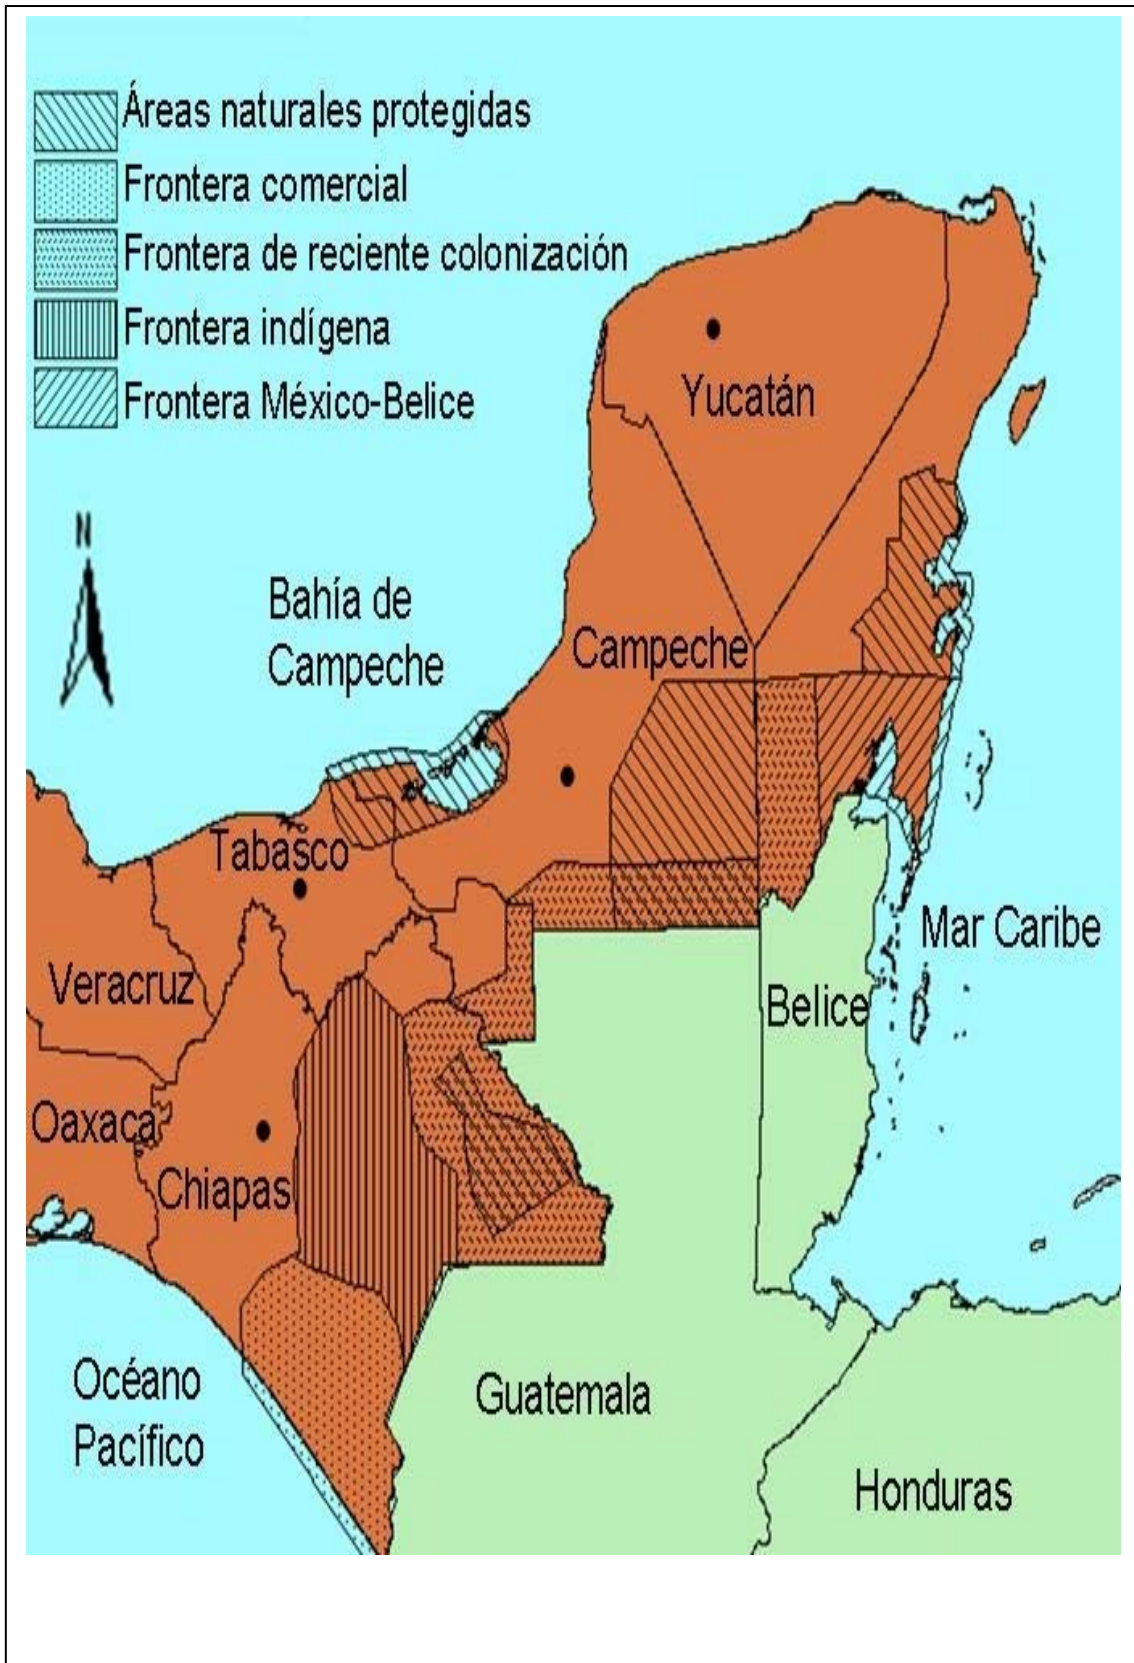 Áreas naturales protegidas
Frontera comercial
Frontera de reciente colonización
Frontera indígena
Frontera México-Belice
N
Yucatán
Bahía de
Campeche
Campeche
Tabasco
Veracruz
Mar Caribe
Belice
Oaxaca
Chiapas
Océano
Pacífico
Guatemala
Honduras